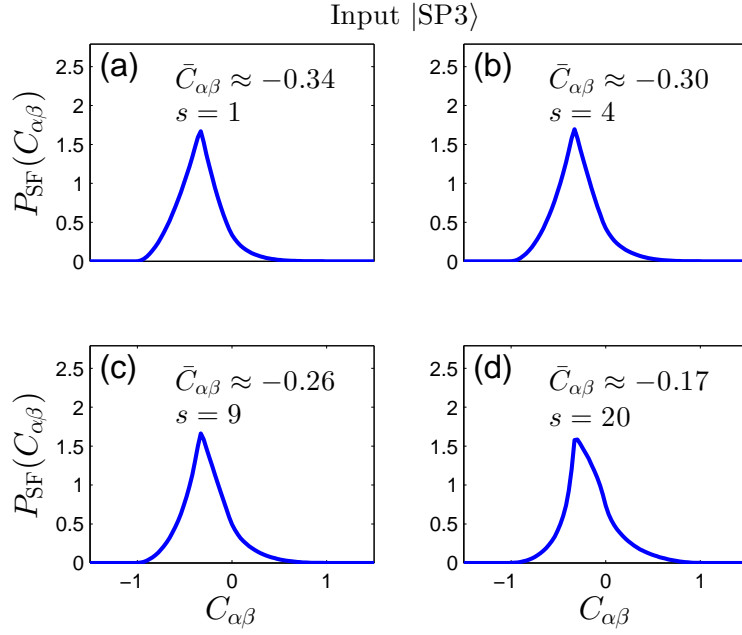 Input |SP3⟩
(a)
C̄αβ ≈ −0.34
s = 1
PSF(Cαβ)
2.5
2
1.5
1
0.5
0
(b)
C̄αβ ≈ −0.30
s = 4
2.5
2
1.5
1
0.5
0
(c)
C̄αβ ≈ −0.26
s = 9
PSF(Cαβ)
2.5
2
1.5
1
0.5
0
−1 0 1
Cαβ
(d)
C̄αβ ≈ −0.17
s = 20
2.5
2
1.5
1
0.5
0
−1 0 1
Cαβ